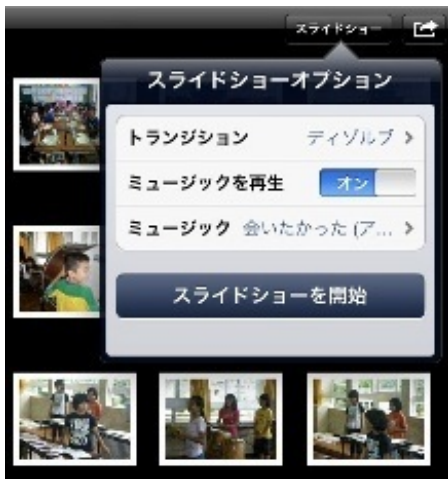 スライドショー
スライドショーオプション
トランジション ディゾルブ
ミュージックを再生 オン
ミュージック 会いたかった (ア...
スライドショーを開始